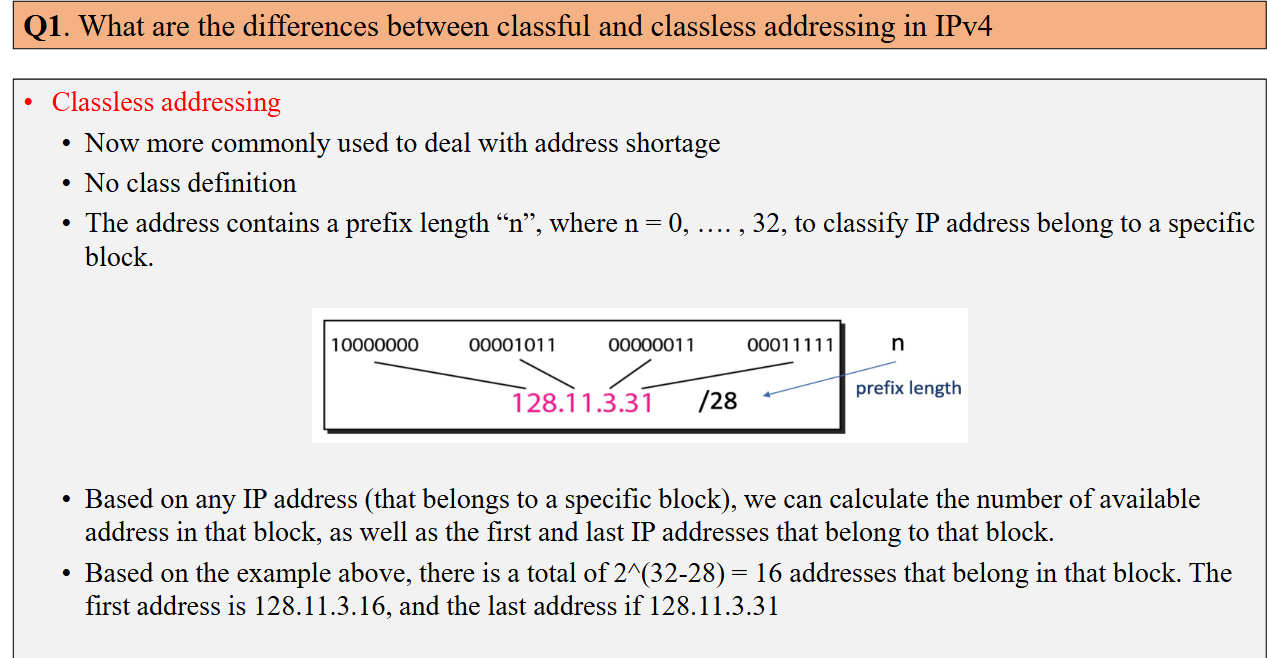 Q1. What are the differences between classful and classless addressing in IPv4
• Classless addressing
• Now more commonly used to deal with address shortage
• No class definition
• The address contains a prefix length “n”, where n = 0, …. , 32, to classify IP address belong to a specific
block.
10000000 00001011 00000011 00011111 n
128.11.3.31 /28 prefix length
• Based on any IP address (that belongs to a specific block), we can calculate the number of available
address in that block, as well as the first and last IP addresses that belong to that block.
• Based on the example above, there is a total of 2^(32-28) = 16 addresses that belong in that block. The
first address is 128.11.3.16, and the last address if 128.11.3.31